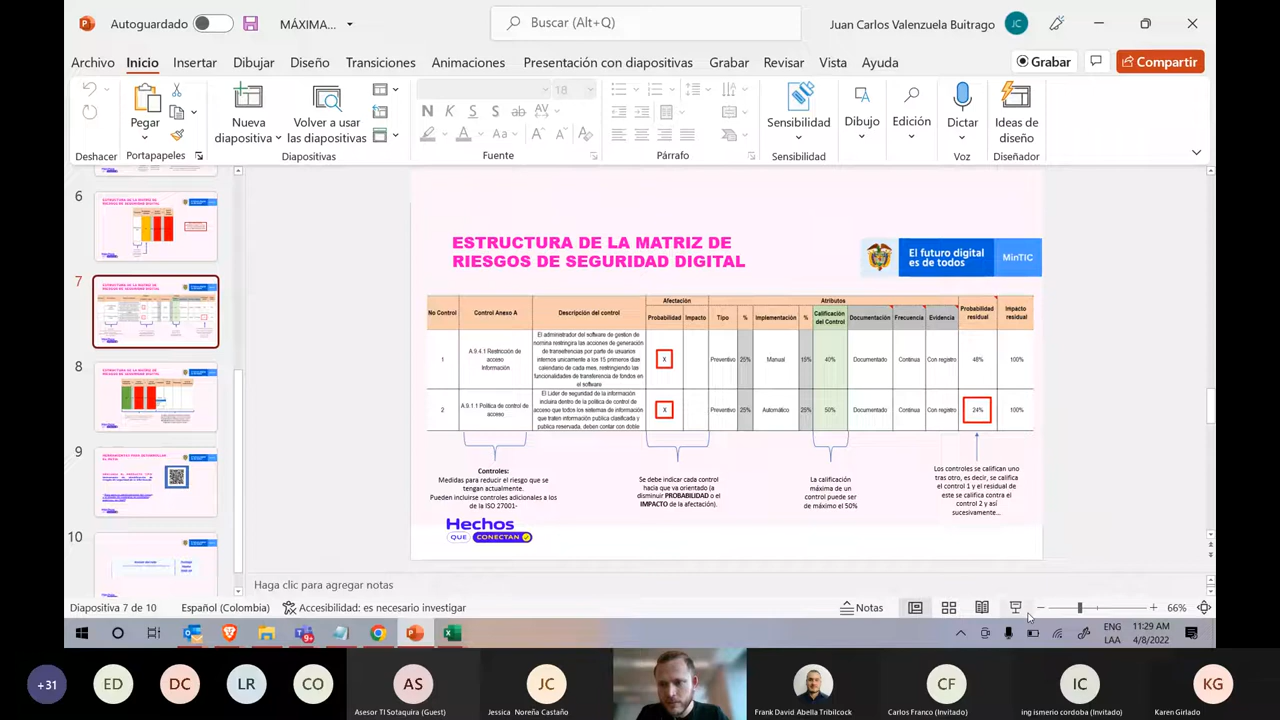 Autoguardado
MÁXIMA...
Buscar (Alt+Q)
Juan Carlos Valenzuela Buitrago
JC
Archivo
Inicio
Insertar
Dibujar
Diseño
Transiciones
Animaciones
Presentación con diapositivas
Grabar
Revisar
Vista
Ayuda
Grabar
Compartir
Pegar
Nueva
diapositiva
Volver a usar
las diapositivas
18
N K S S ab AV
A Aa A A
Sensibilidad
Dibujo
Edición
Dictar
Ideas de
diseño
Deshacer
Portapapeles
Diapositivas
Fuente
Párrafo
Sensibilidad
Voz
Diseñador
6
7
8
9
10
ESTRUCTURA DE LA MATRIZ DE
RIESGOS DE SEGURIDAD DIGITAL
El futuro digital
es de todos
MinTIC
Afectación
Atributos
No Control
Control Anexo A
Descripción del control
Probabilidad
Impacto
Tipo
%
Implementación
%
Calificación
del Control
Documentación
Frecuencia
Evidencia
Probabilidad
residual
Impacto
residual
1
A.9.4.1 Restricción de
acceso
Información
El administrador del software de gestion de
nomina restringira las acciones de generación
de transefrencias por parte de usuarios
internos unicamente a los 15 primeros dias
calendario de cada mes, restringiendo las
funcionalidades de transferencia de fondos en
el software
X
Preventivo
25%
Manual
15%
40%
Documentado
Continua
Con registro
48%
100%
2
A.9.1.1 Política de control de
acceso
El Lider de seguridad de la información
incluira dentro de la politica de control de
acceso que todos los sistemas de información
que traten información publica clasificada y
publica reservada, deben contar con doble
X
Preventivo
25%
Automático
25%
50%
Documentado
Continua
Con registro
24%
100%
Controles:
Medidas para reducir el riesgo que se
tengan actualmente.
Pueden incluirse controles adicionales a los
de la ISO 27001-
Se debe indicar cada control
hacia que va orientado (a
disminuir PROBABILIDAD o el
IMPACTO de la afectación).
La calificación
máxima de un
control puede ser
de máximo el 50%
Los controles se califican uno
tras otro, es decir, se califica
el control 1 y el residual de
este se califica contra el
control 2 y así
sucesivamente...
Hechos
QUE CONECTAN
Haga clic para agregar notas
Diapositiva 7 de 10
Español (Colombia)
Accesibilidad: es necesario investigar
Notas
66%
9+
ENG
LAA
11:29 AM
4/8/2022
+31
ED
DC
LR
CO
AS
JC
CF
IC
KG
Asesor TI Sotaquira (Guest)
Jessica Noreña Castaño
Frank David Abella Tribilcock
Carlos Franco (Invitado)
ing ismerio cordoba (Invitado)
Karen Girlado